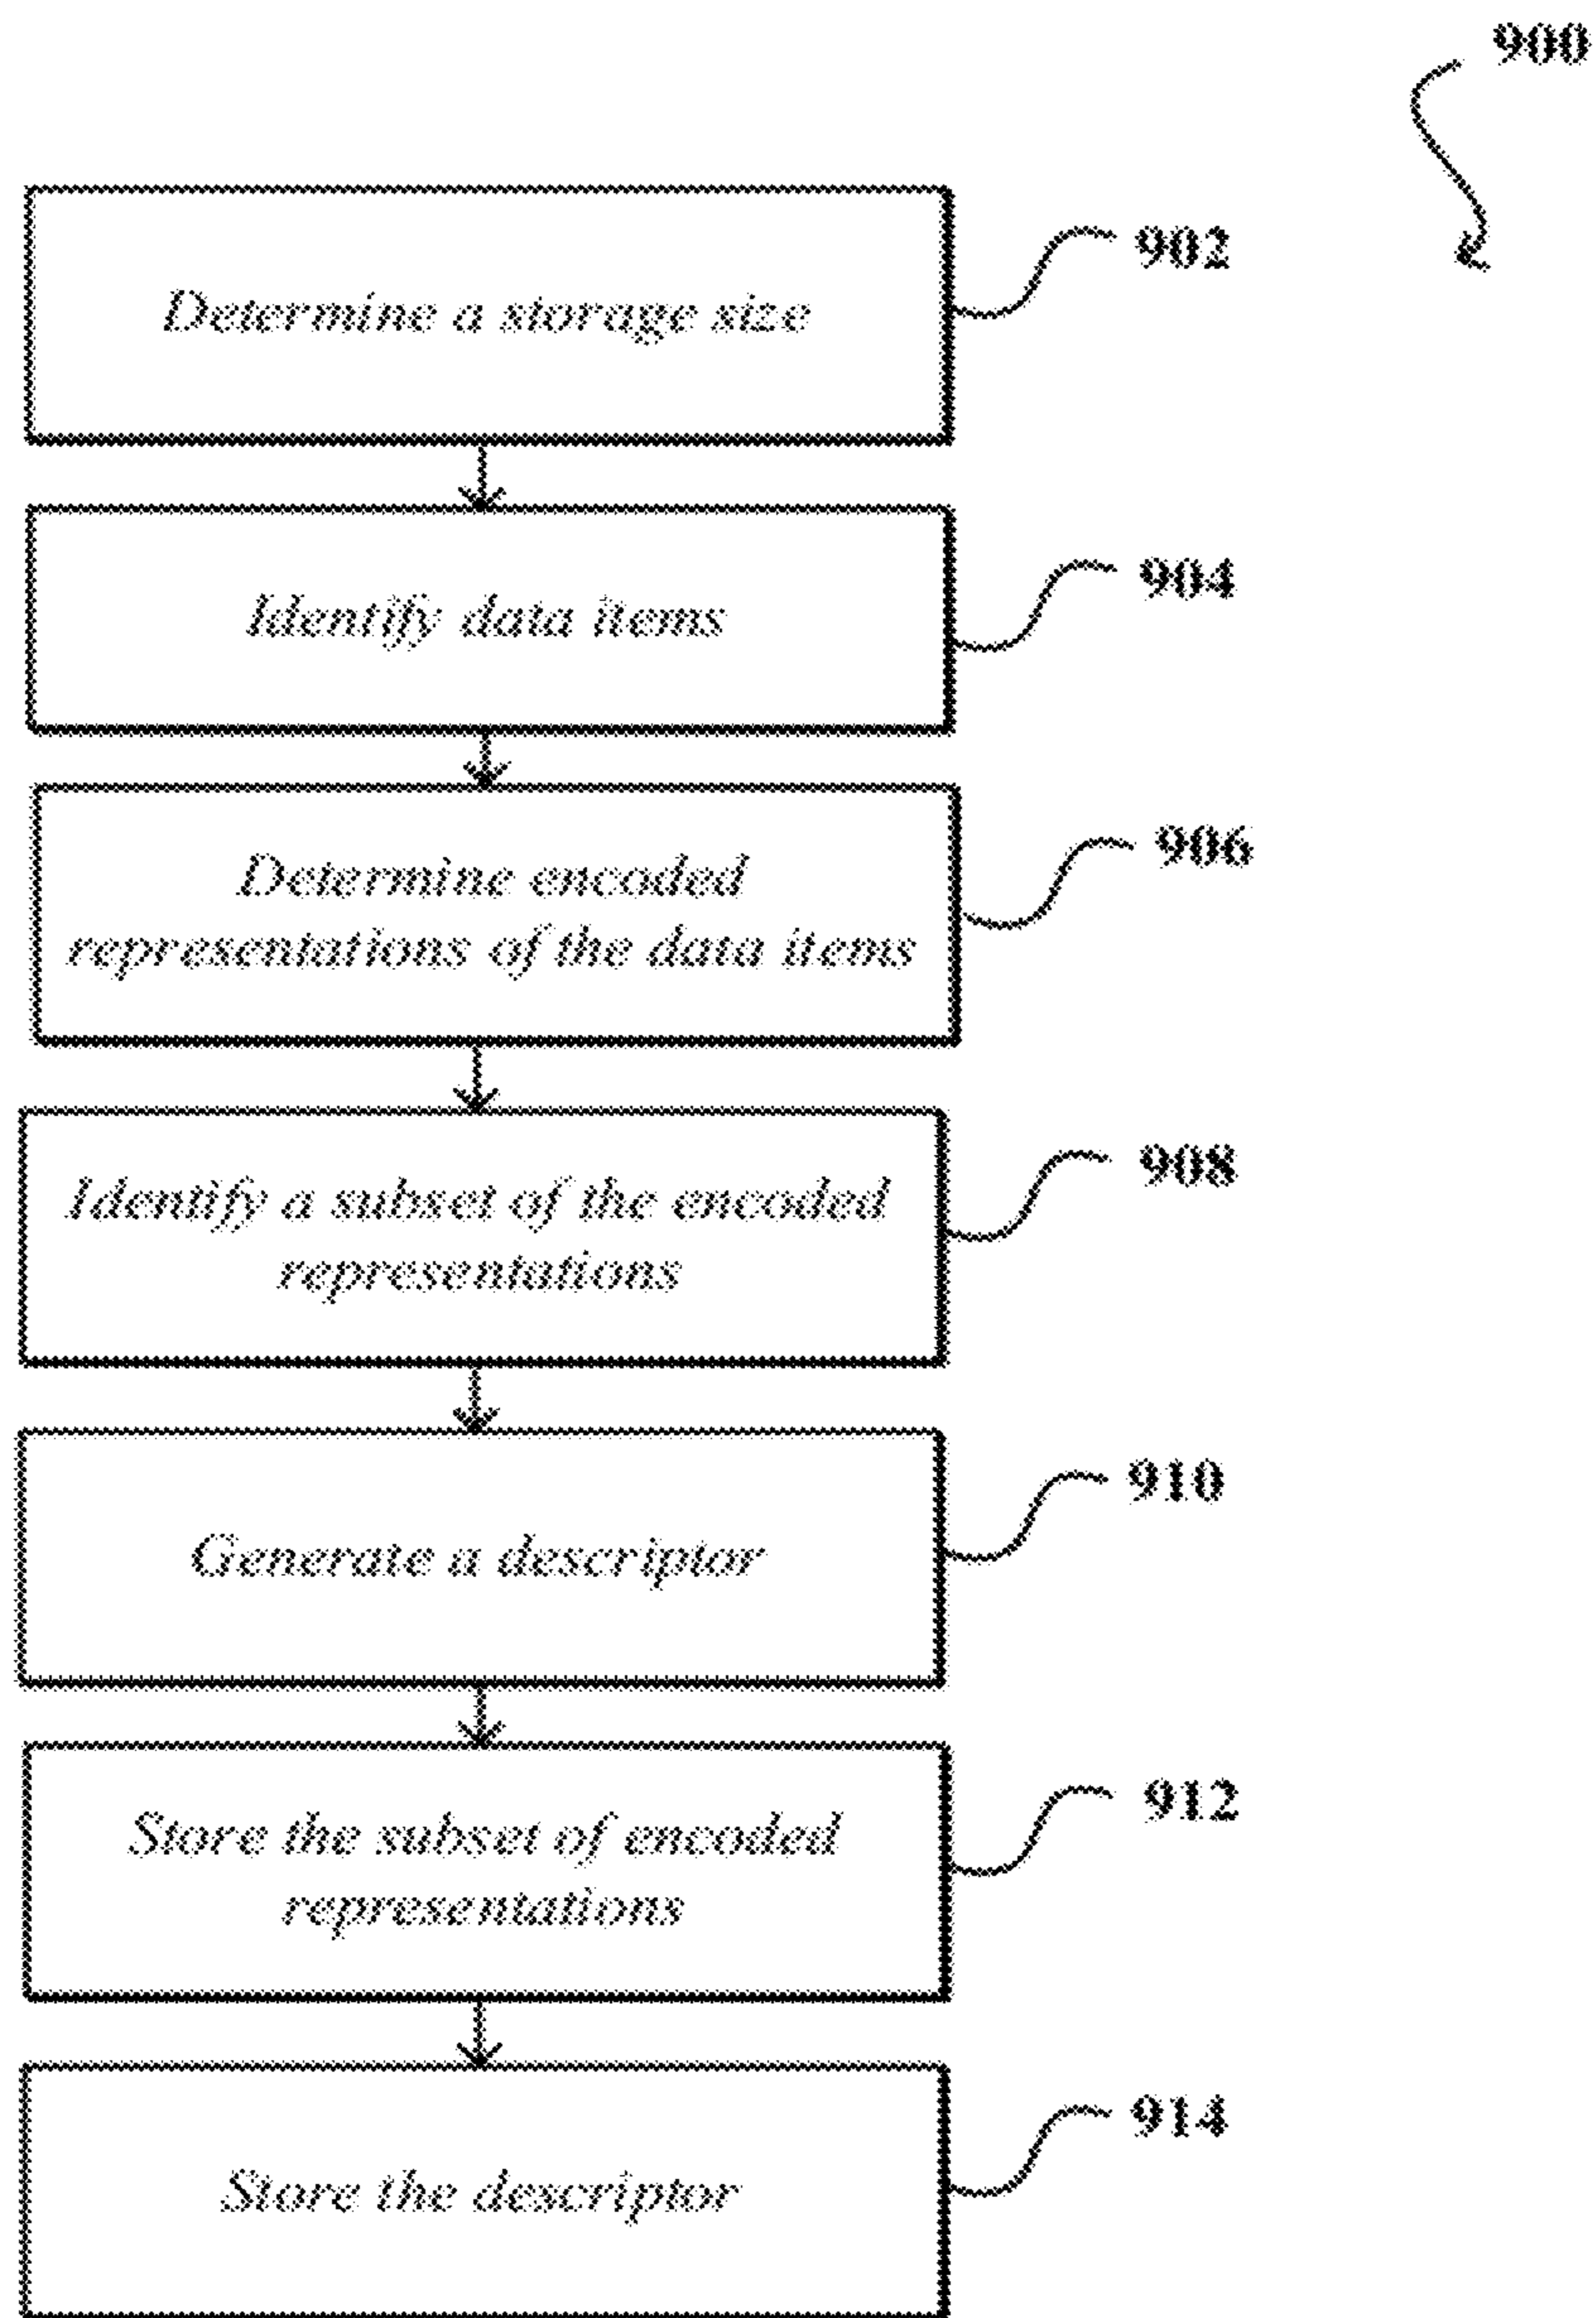 900
Determine a storage size
902
Identify data items
904
Determine encoded
representations of the data items
906
Identify a subset of the encoded
representations
908
Generate a descriptor
910
Store the subset of encoded
representations
912
Store the descriptor
914